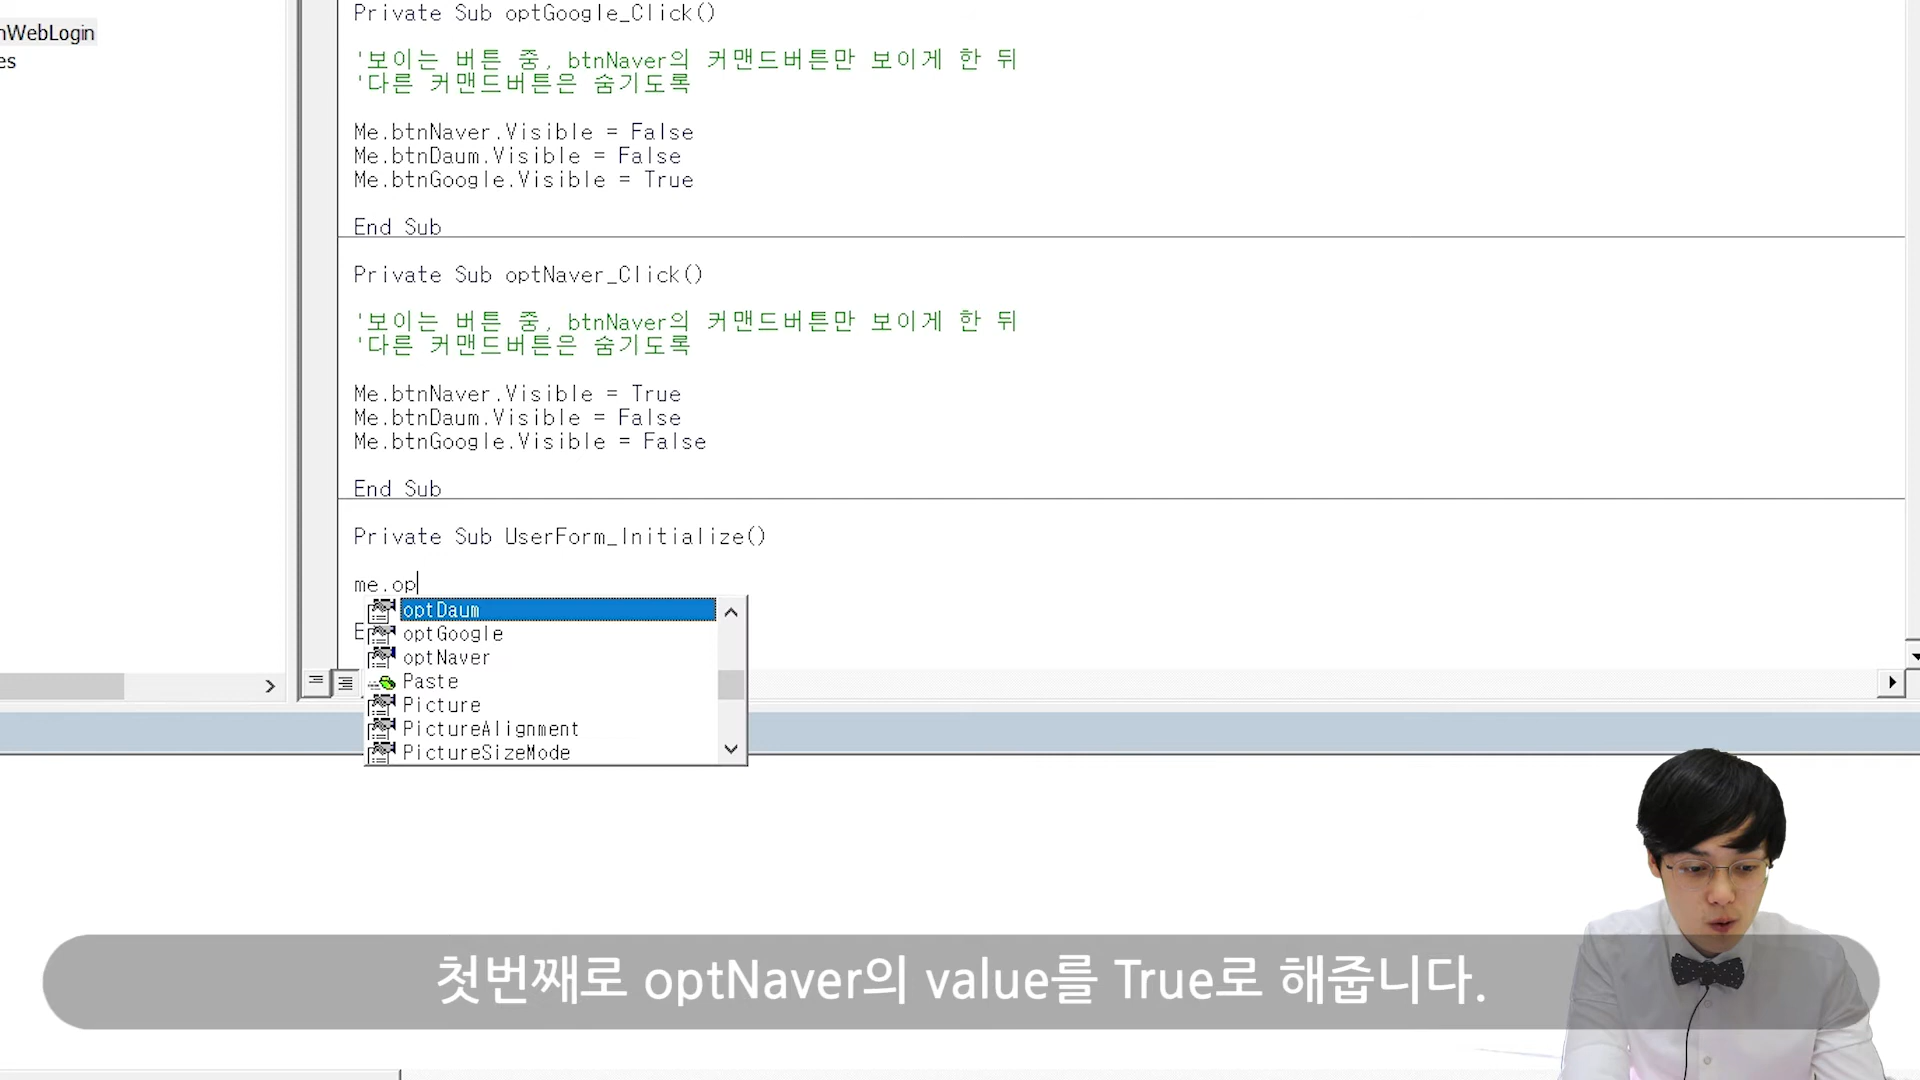 nWebLogin
es
Private Sub optGoogle_Click()
'보이는 버튼 중, btnNaver의 커맨드버튼만 보이게 한 뒤
'다른 커맨드버튼은 숨기도록
Me.btnNaver.Visible = False
Me.btnDaum.Visible = False
Me.btnGoogle.Visible = True
End Sub
Private Sub optNaver_Click()
'보이는 버튼 중, btnNaver의 커맨드버튼만 보이게 한 뒤
'다른 커맨드버튼은 숨기도록
Me.btnNaver.Visible = True
Me.btnDaum.Visible = False
Me.btnGoogle.Visible = False
End Sub
Private Sub UserForm_Initialize()
me.op
optDaum
E
optGoogle
optNaver
Paste
Picture
PictureAlignment
PictureSizeMode
첫번째로 optNaver의 value를 True로 해줍니다.